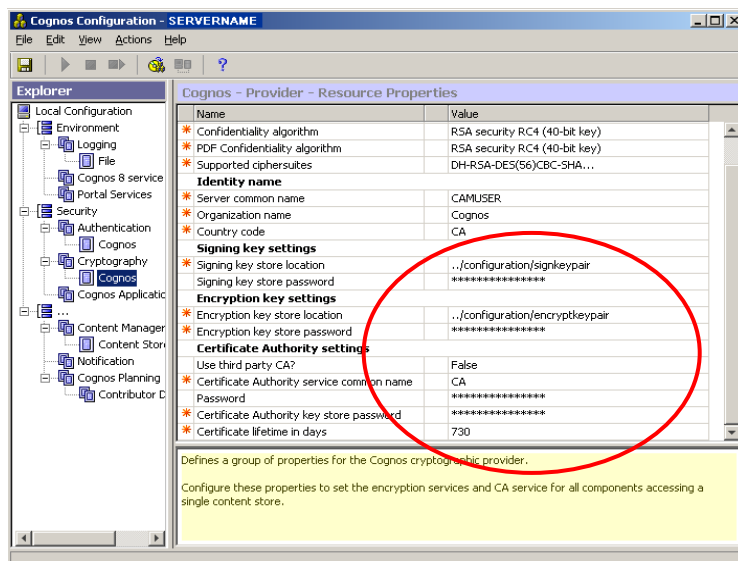 Cognos Configuration - SERVERNAME
File Edit View Actions Help
Explorer
Local Configuration
Environment
Logging
File
Cognos 8 service
Portal Services
Security
Authentication
Cognos
Cryptography
Cognos
Cognos Applicatic
...
Content Manager
Content Stor
Notification
Cognos Planning
Contributor D
Cognos - Provider - Resource Properties
Name Value
* Confidentiality algorithm RSA security RC4 (40-bit key)
* PDF Confidentiality algorithm RSA security RC4 (40-bit key)
* Supported ciphersuites DH-RSA-DES(56)CBC-SHA...
Identity name
* Server common name CAMUSER
* Organization name Cognos
* Country code CA
Signing key settings
* Signing key store location ../configuration/signkeypair
Signing key store password ***************
Encryption key settings
* Encryption key store location ../configuration/encryptkeypair
* Encryption key store password ***************
Certificate Authority settings
Use third party CA? False
* Certificate Authority service common name CA
Password ***************
* Certificate Authority key store password ***************
* Certificate lifetime in days 730
Defines a group of properties for the Cognos cryptographic provider.
Configure these properties to set the encryption services and CA service for all components accessing a
single content store.